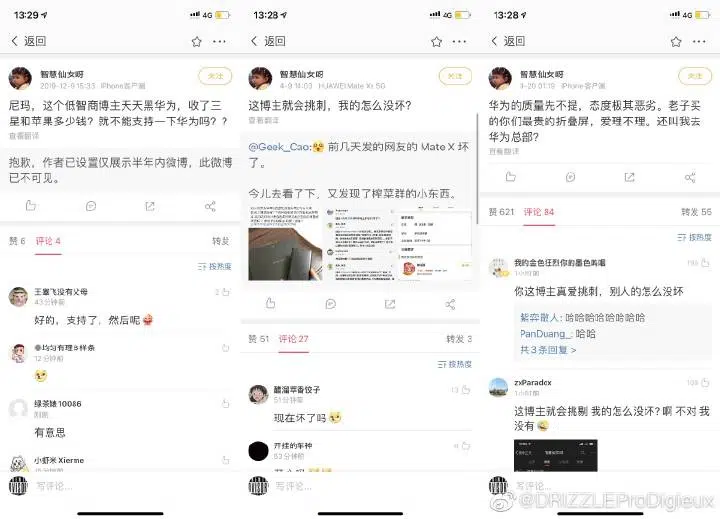 13:29
4G
返回
智慧仙女呀
2019-12-9 15:33 iPhone客户端
关注
尼玛，这个低智商博主天天黑华为，收了三
星和苹果多少钱？就不能支持一下华为吗？？
查看翻译
抱歉，作者已设置仅展示半年内微博，此微博
已不可见。
赞 6 评论 4 转发
按热度
王塞飞没有父母
2
43分钟前
好的，支持了，然后呢
均匀有理5样条
12分钟前
绿茶婊10086
刚刚
有意思
小虾米 Xierme
写评论...
13:28
4G
返回
智慧仙女呀
4-9 14:03 HUAWEI Mate Xs 5G
关注
这博主就会挑刺，我的怎么没坏？
查看翻译
@Geek_Cao: 前几天发的网友的 Mate X 坏
了。
今儿去看了下，又发现了榨菜群的小东西。
赞 51 评论 27 转发 3
按热度
醋溜苹香饺子
13
51分钟前
现在坏了吗
开挂的车神
53分钟前
写评论...
13:28
4G
返回
智慧仙女呀
4-20 01:19 iPhone客户端
关注
华为的质量先不提，态度极其恶劣。老子买
的你们最贵的折叠屏，爱理不理。还叫我去
华为总部？
查看翻译
赞 621 评论 84 转发 55
按热度
我的金色狂烈你的墨色鸣唱
1小时前
你这博主真爱挑刺，别人的怎么没坏
紫弈散人: 哈哈哈哈哈哈哈哈
PanDuang_: 哈哈
共3条回复 >
zxParadcx
1小时前
这博主就会挑剔 我的怎么没坏？啊 不对 我
没有
写评论...
@DRIZZLEProDigieux